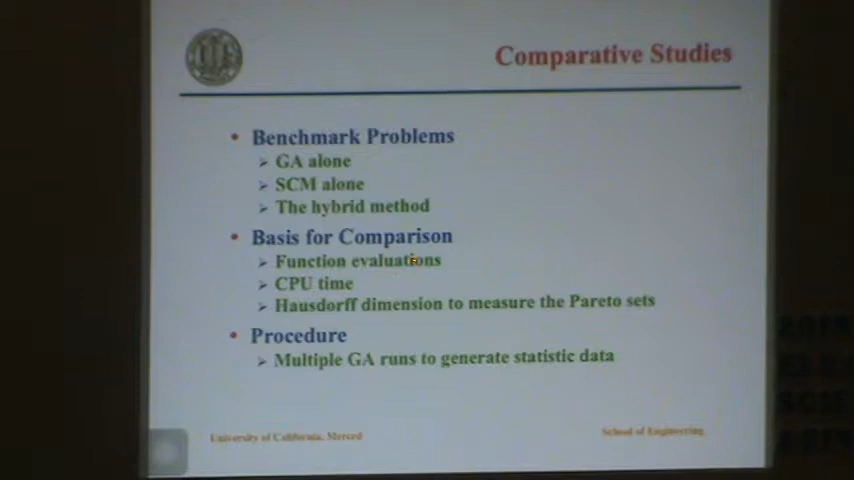 Comparative Studies
• Benchmark Problems
➢ GA alone
➢ SCM alone
➢ The hybrid method
• Basis for Comparison
➢ Function evaluations
➢ CPU time
➢ Hausdorff dimension to measure the Pareto sets
• Procedure
➢ Multiple GA runs to generate statistic data
University of California, Merced
School of Engineering